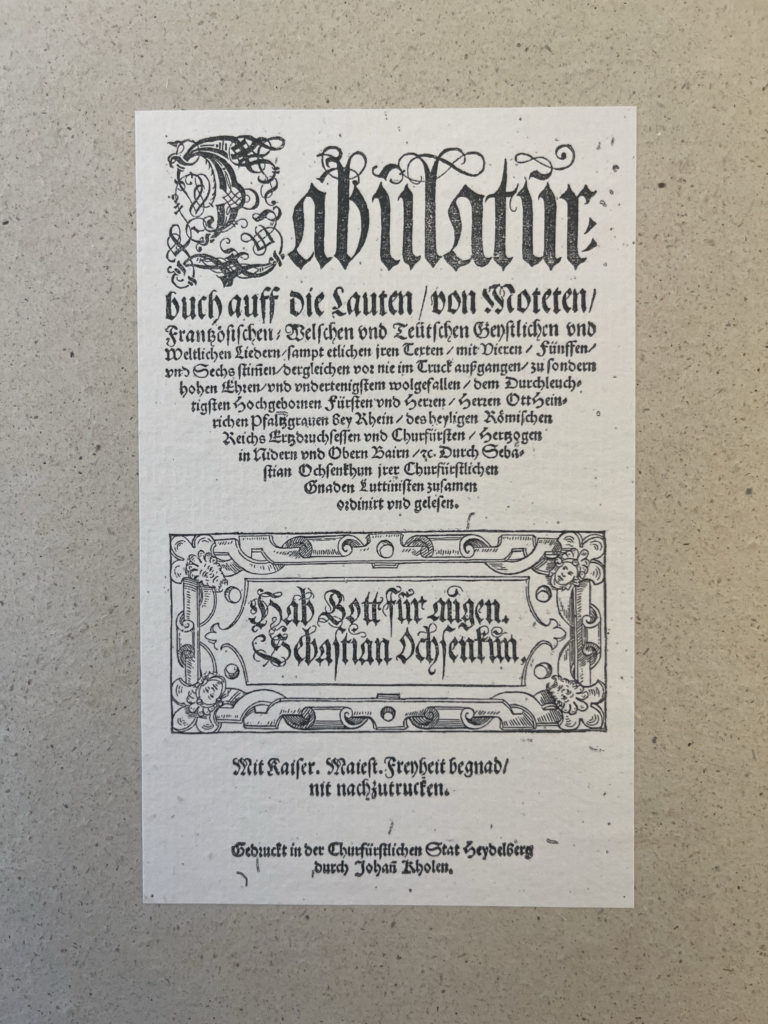 Tabulatur-
buch auff die Lauten / von Moteten /
Frantzösischen / Welschen vnd Teütschen Geystlichen vnd
Weltlichen Liedern / sampt etlichen jren Texten / mit Vieren / Fünffen /
vnd Sechs stim̃en / dergleichen vor nie im Truck außgangen / zu sondern
hohen Ehren / vnd vndertenigstem wolgefallen / dem Durchleuch-
tigsten Hochgebornen Fürsten vnd Herren / Herren OttHein-
richen Pfaltzgrauen bey Rhein / des heyligen Römischen
Reichs Ertzdruchsessen vnd Churfürsten / Hertzogen
in Nidern vnd Obern Bairn / ꝛc. Durch Seba-
stian Ochsenkhun jrer Churfürstlichen
Gnaden Luttinisten zusamen
ordinirt vnd gelesen.
Hab Gott für augen.
Sebastian Ochsenkun.
Mit Kaiser. Maiest. Freyheit begnad /
nit nachzutrucken.
Gedruckt in der Churfürstlichen Stat Heydelberg
durch Johañ Kholen.